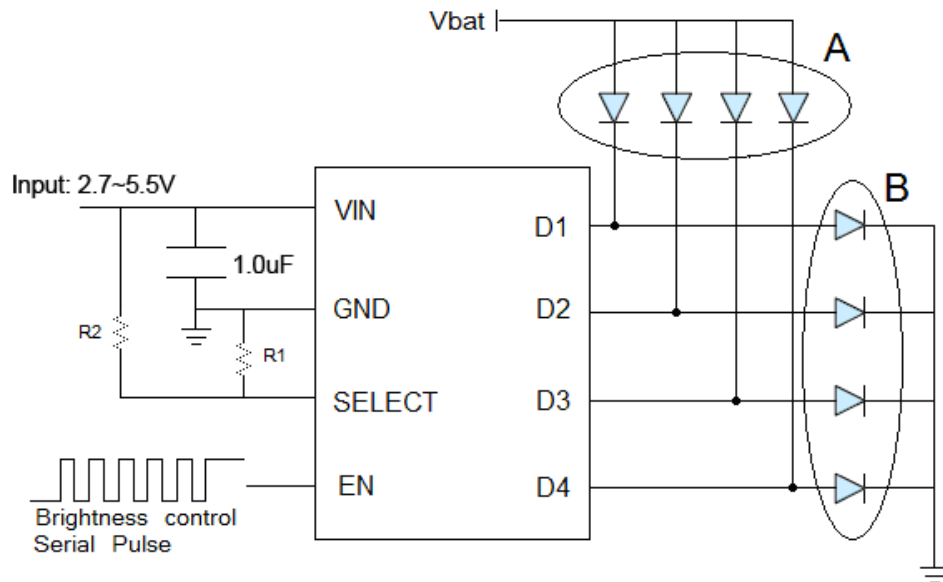 Vbat
A
Input: 2.7~5.5V
VIN
B
D1
1.0uF
GND
D2
R2
R1
SELECT
D3
EN
D4
Brightness control
Serial Pulse